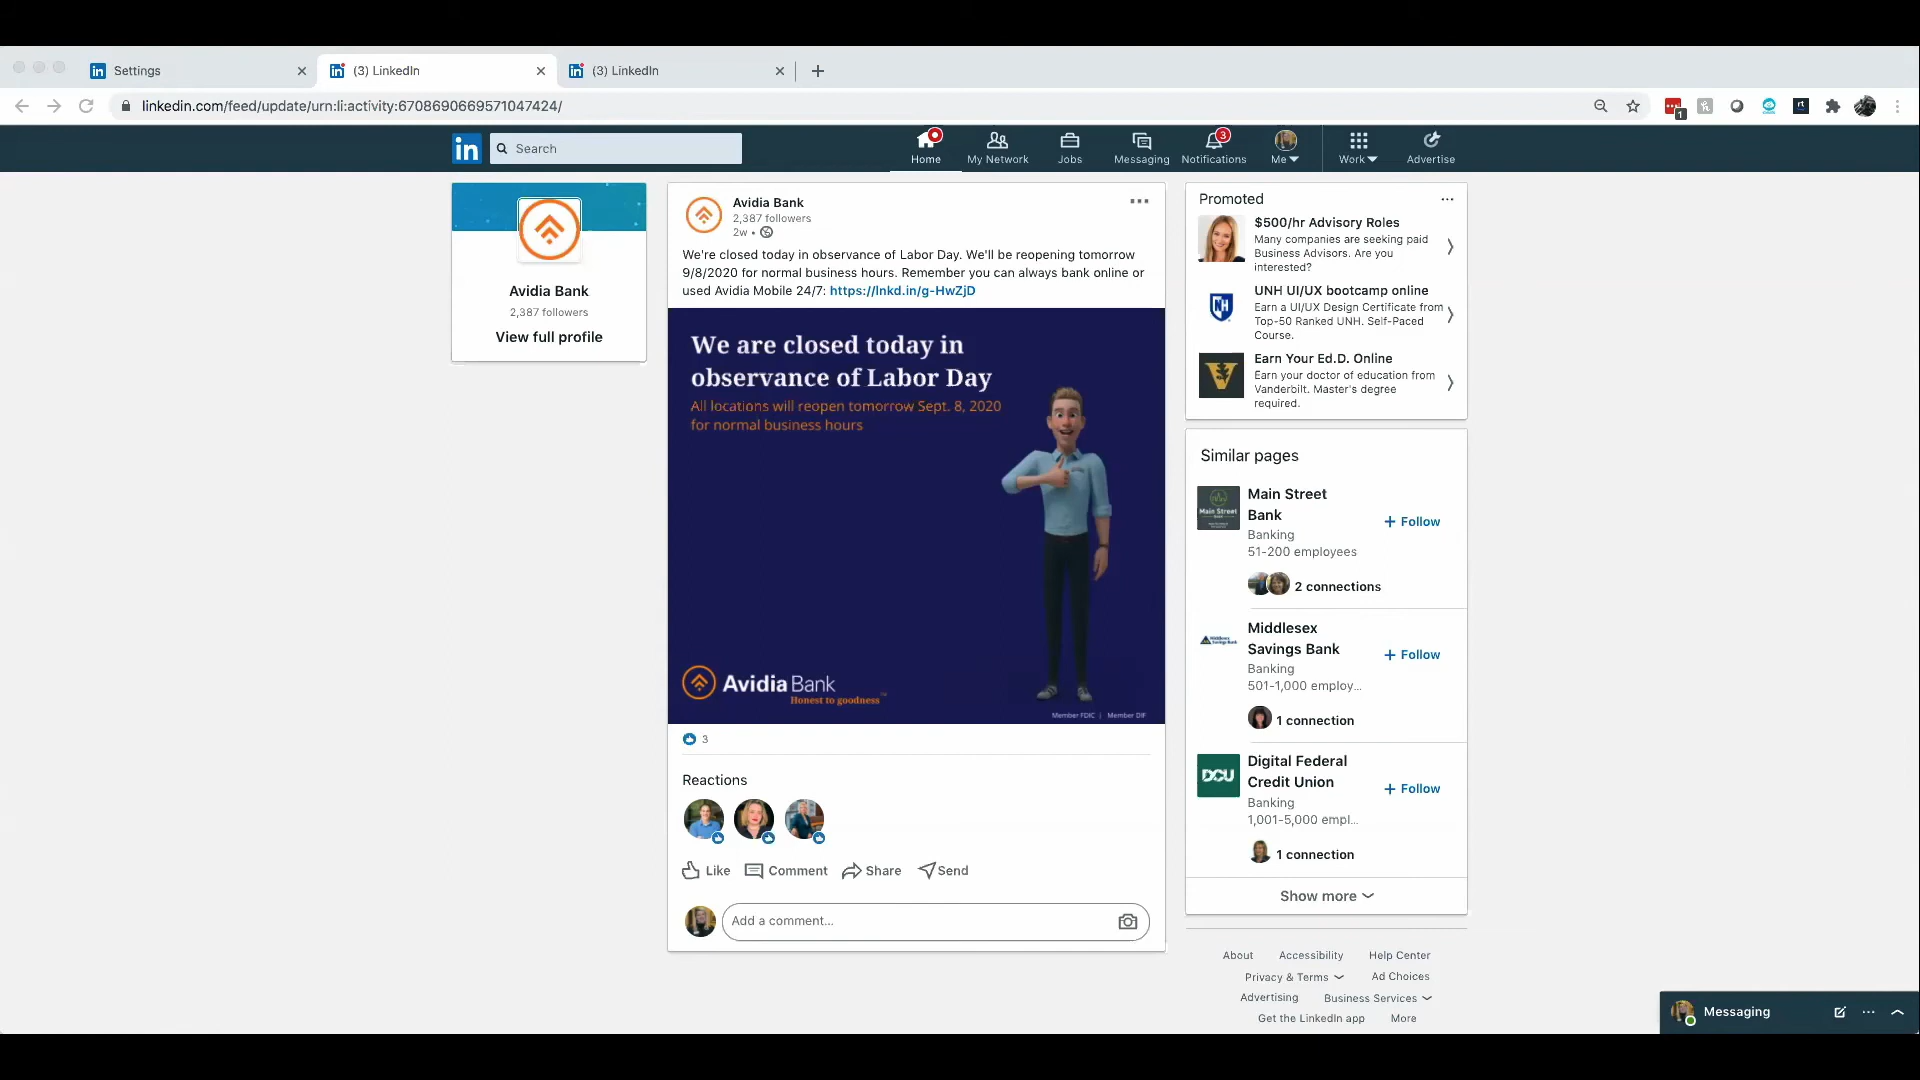 Settings
(3) LinkedIn
(3) LinkedIn
linkedin.com/feed/update/urn:li:activity:6708690669571047424/
1
in
Search
Home
My Network
Jobs
Messaging
3
Notifications
Me
Work
Advertise
Avidia Bank
2,387 followers
View full profile
Avidia Bank
2,387 followers
2w •
We're closed today in observance of Labor Day. We'll be reopening tomorrow
9/8/2020 for normal business hours. Remember you can always bank online or
used Avidia Mobile 24/7: https://lnkd.in/g-HwZjD
We are closed today in
observance of Labor Day
All locations will reopen tomorrow Sept. 8, 2020
for normal business hours
Avidia Bank
Honest to goodness™
Member FDIC | Member DIF
3
Reactions
Like
Comment
Share
Send
Add a comment...
Promoted
$500/hr Advisory Roles
Many companies are seeking paid
Business Advisors. Are you
interested?
NH
UNH UI/UX bootcamp online
Earn a UI/UX Design Certificate from
Top-50 Ranked UNH. Self-Paced
Course.
V
Earn Your Ed.D. Online
Earn your doctor of education from
Vanderbilt. Master's degree
required.
Similar pages
Main Street
Main Street
Bank
Banking
51-200 employees
+ Follow
2 connections
Middlesex
Savings Bank
Middlesex
Savings Bank
Banking
501-1,000 employ...
+ Follow
1 connection
DCU
Digital Federal
Credit Union
Banking
1,001-5,000 empl...
+ Follow
1 connection
Show more
About
Accessibility
Help Center
Privacy & Terms
Ad Choices
Advertising
Business Services
Get the LinkedIn app
More
Messaging